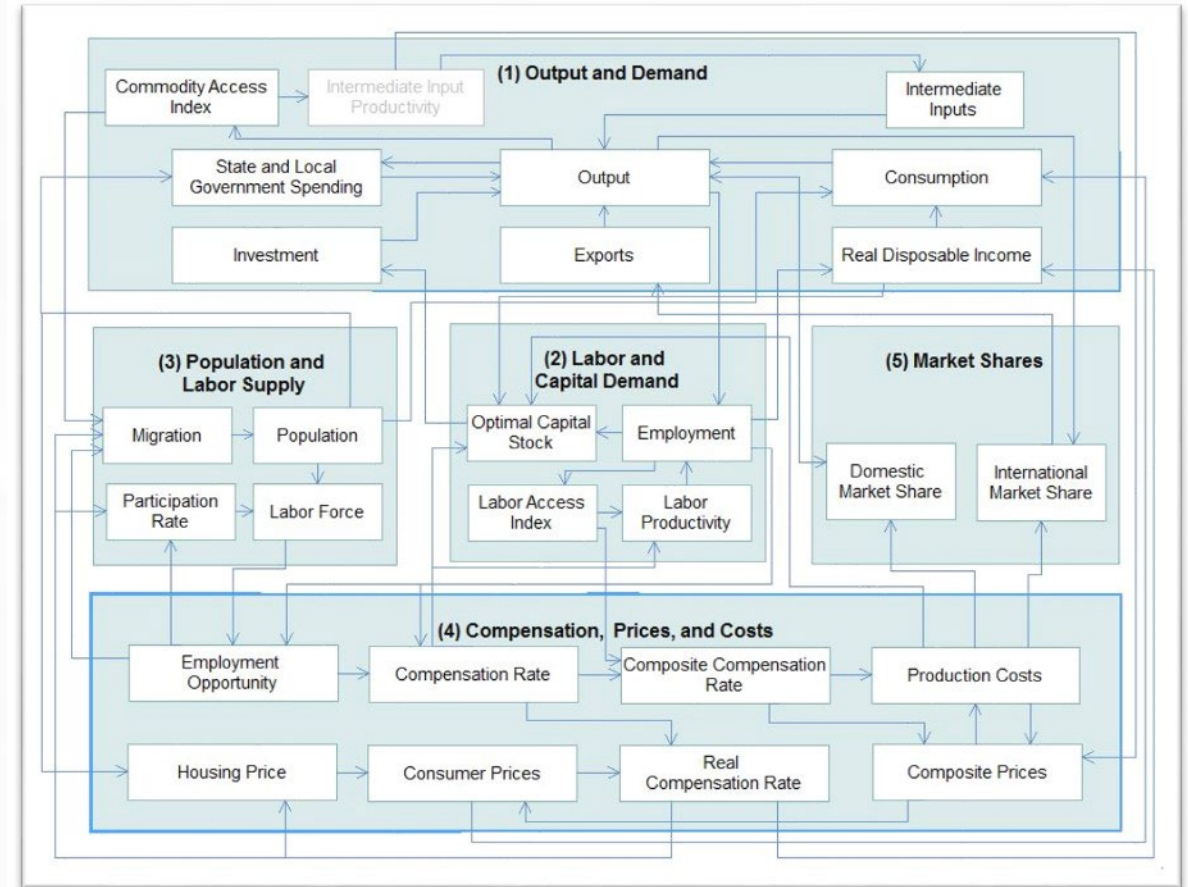 (1) Output and Demand
Commodity Access
Index
Intermediate Input
Productivity
Intermediate
Inputs
State and Local
Government Spending
Output
Consumption
Investment
Exports
Real Disposable Income
(3) Population and
Labor Supply
Migration
Population
Participation
Rate
Labor Force
(2) Labor and
Capital Demand
Optimal Capital
Stock
Employment
Labor Access
Index
Labor
Productivity
(5) Market Shares
Domestic
Market Share
International
Market Share
(4) Compensation, Prices, and Costs
Employment
Opportunity
Compensation Rate
Composite Compensation
Rate
Production Costs
Housing Price
Consumer Prices
Real
Compensation Rate
Composite Prices